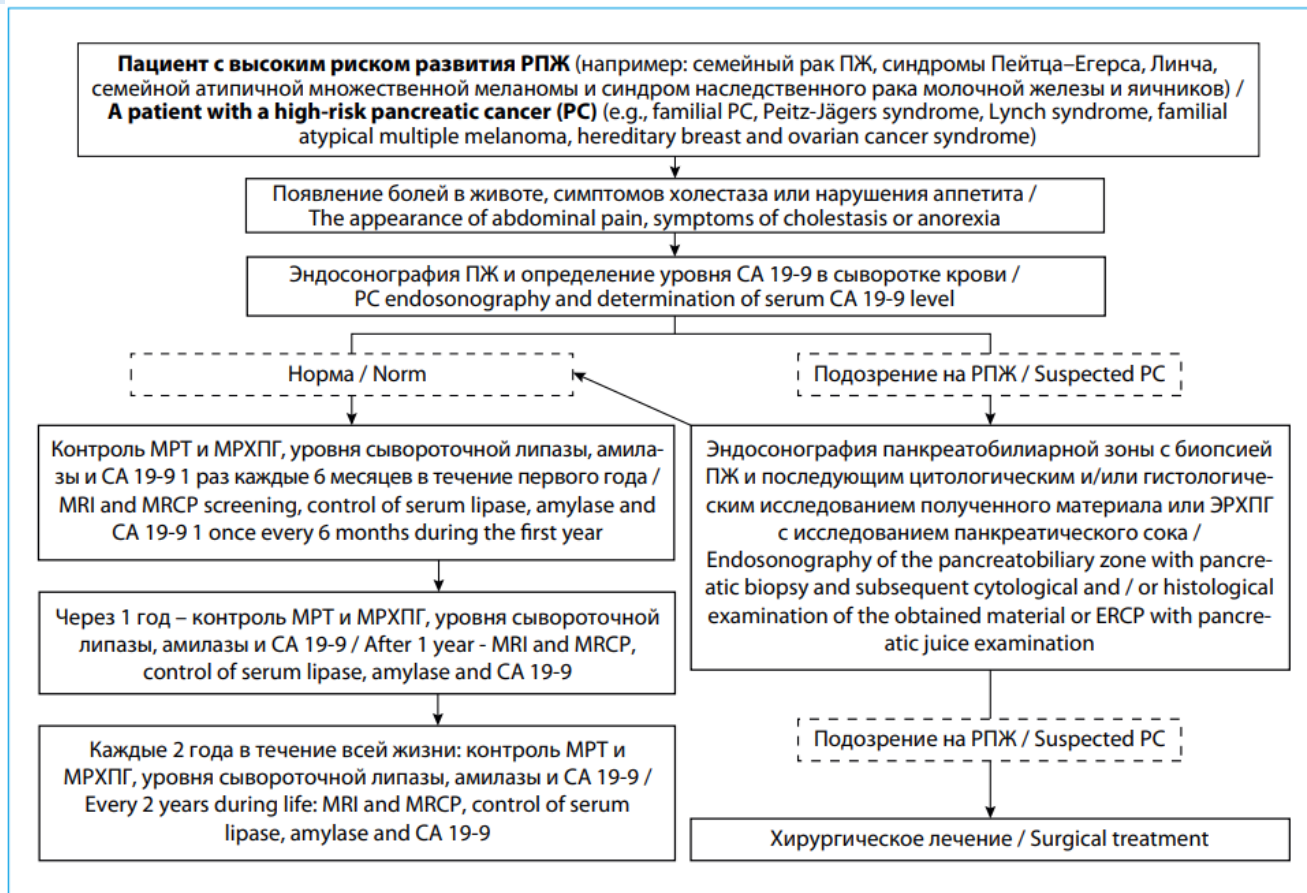 Пациент с высоким риском развития РПЖ (например: семейный рак ПЖ, синдромы Пейтца–Егерса, Линча,
семейной атипичной множественной меланомы и синдром наследственного рака молочной железы и яичников) /
A patient with a high-risk pancreatic cancer (PC) (e.g., familial PC, Peitz-Jägers syndrome, Lynch syndrome, familial
atypical multiple melanoma, hereditary breast and ovarian cancer syndrome)
Появление болей в животе, симптомов холестаза или нарушения аппетита /
The appearance of abdominal pain, symptoms of cholestasis or anorexia
Эндосонография ПЖ и определение уровня СА 19-9 в сыворотке крови /
PC endosonography and determination of serum CA 19-9 level
Норма / Norm
Подозрение на РПЖ / Suspected PC
Контроль МРТ и МРХПГ, уровня сывороточной липазы, амила-
зы и СА 19-9 1 раз каждые 6 месяцев в течение первого года /
MRI and MRCP screening, control of serum lipase, amylase and
CA 19-9 1 once every 6 months during the first year
Через 1 год – контроль МРТ и МРХПГ, уровня сывороточной
липазы, амилазы и СА 19-9 / After 1 year - MRI and MRCP,
control of serum lipase, amylase and CA 19-9
Каждые 2 года в течение всей жизни: контроль МРТ и
МРХПГ, уровня сывороточной липазы, амилазы и СА 19-9 /
Every 2 years during life: MRI and MRCP, control of serum
lipase, amylase and CA 19-9
Эндосонография панкреатобилиарной зоны с биопсией
ПЖ и последующим цитологическим и/или гистологиче-
ским исследованием полученного материала или ЭРХПГ
с исследованием панкреатического сока /
Endosonography of the pancreatobiliary zone with pancre-
atic biopsy and subsequent cytological and / or histological
examination of the obtained material or ERCP with pancre-
atic juice examination
Подозрение на РПЖ / Suspected PC
Хирургическое лечение / Surgical treatment